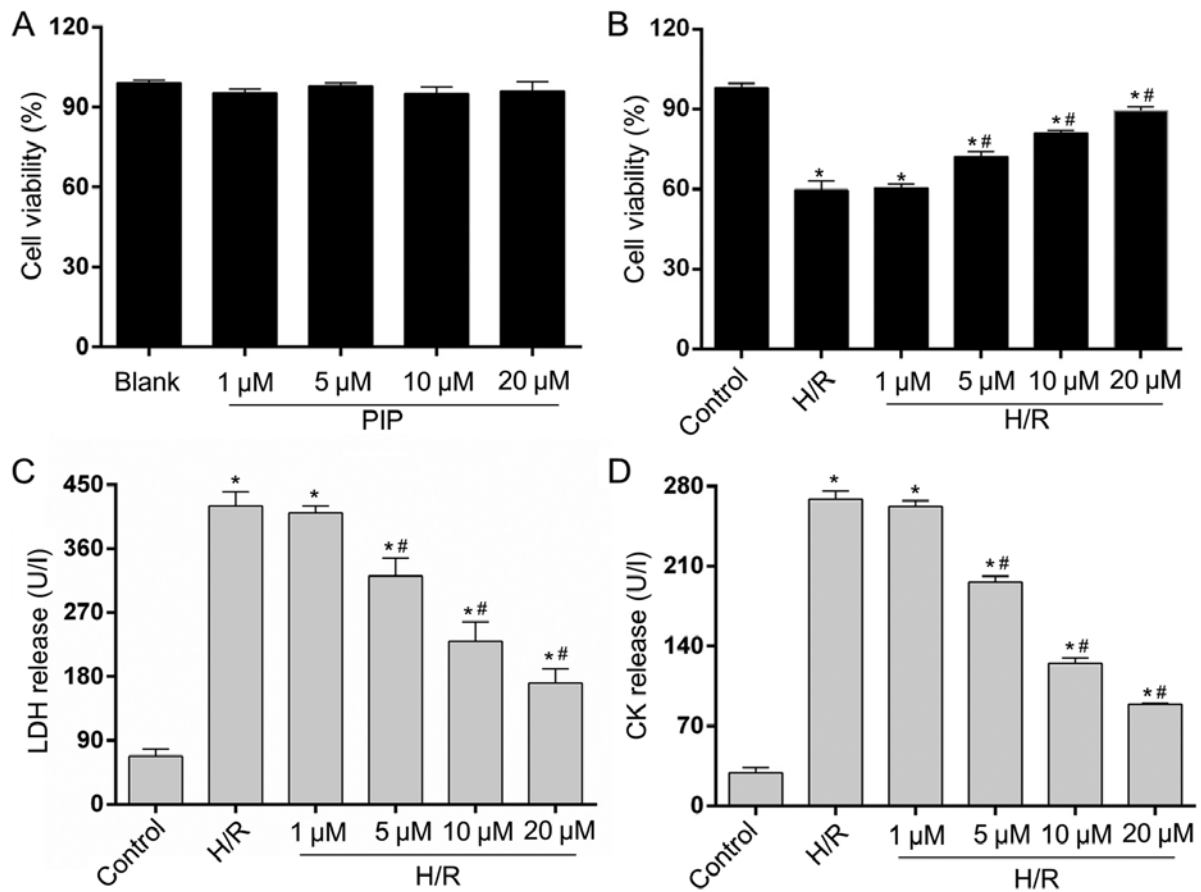 A
Cell viability (%)
120
90
60
30
0
Blank
1 µM
5 µM
10 µM
20 µM
PIP
B
Cell viability (%)
120
90
60
30
0
*
*
* #
* #
* #
Control
H/R
1 µM
5 µM
10 µM
20 µM
H/R
C
LDH release (U/l)
450
360
270
180
90
0
*
*
* #
* #
* #
Control
H/R
1 µM
5 µM
10 µM
20 µM
H/R
D
CK release (U/l)
280
210
140
70
0
*
*
* #
* #
* #
Control
H/R
1 µM
5 µM
10 µM
20 µM
H/R